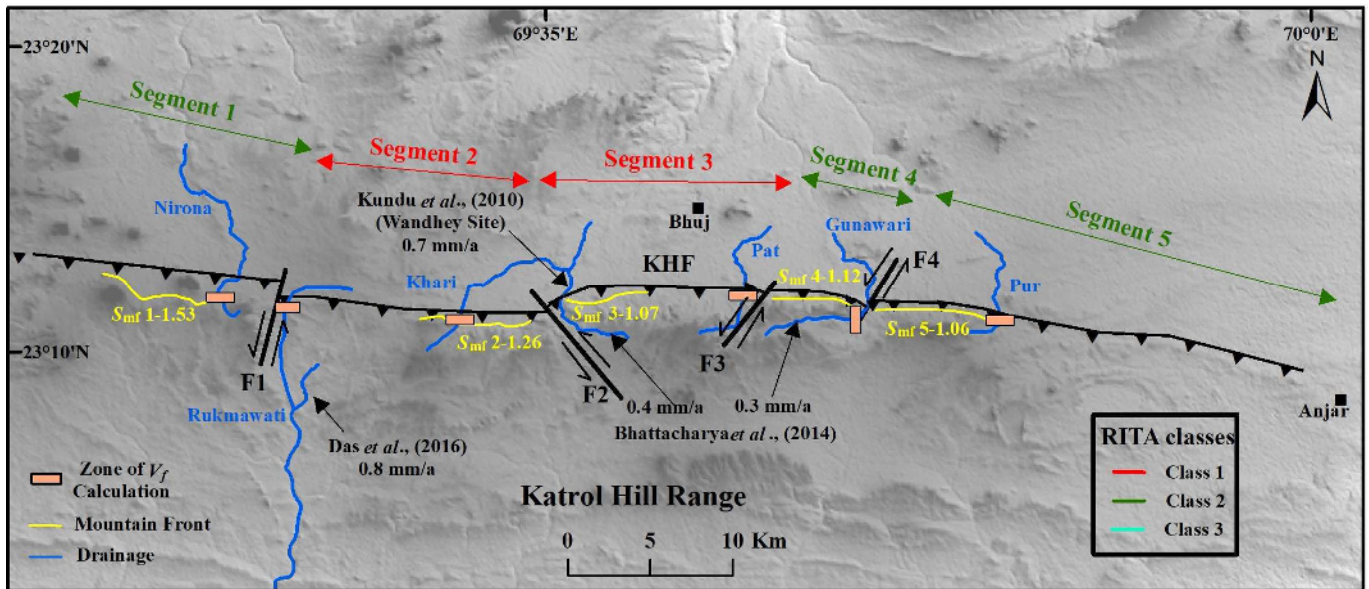 69°35'E
70°0'E
23°20'N
N
Segment 1
Segment 2
Segment 3
Segment 4
Segment 5
Kundu et al., (2010)
(Wandhey Site)
0.7 mm/a
Nirona
Bhuj
Gunawari
Pat
F4
KHF
Khari
Pur
Smf 4-1.12
Smf 1-1.53
Smf 3-1.07
Smf 5-1.06
Smf 2-1.26
23°10'N
F1
F2
F3
0.4 mm/a
0.3 mm/a
Bhattacharya et al., (2014)
Anjar
Rukmawati
Das et al., (2016)
0.8 mm/a
RITA classes
Class 1
Class 2
Class 3
Zone of Vf
Calculation
Mountain Front
Drainage
Katrol Hill Range
0 5 10 Km